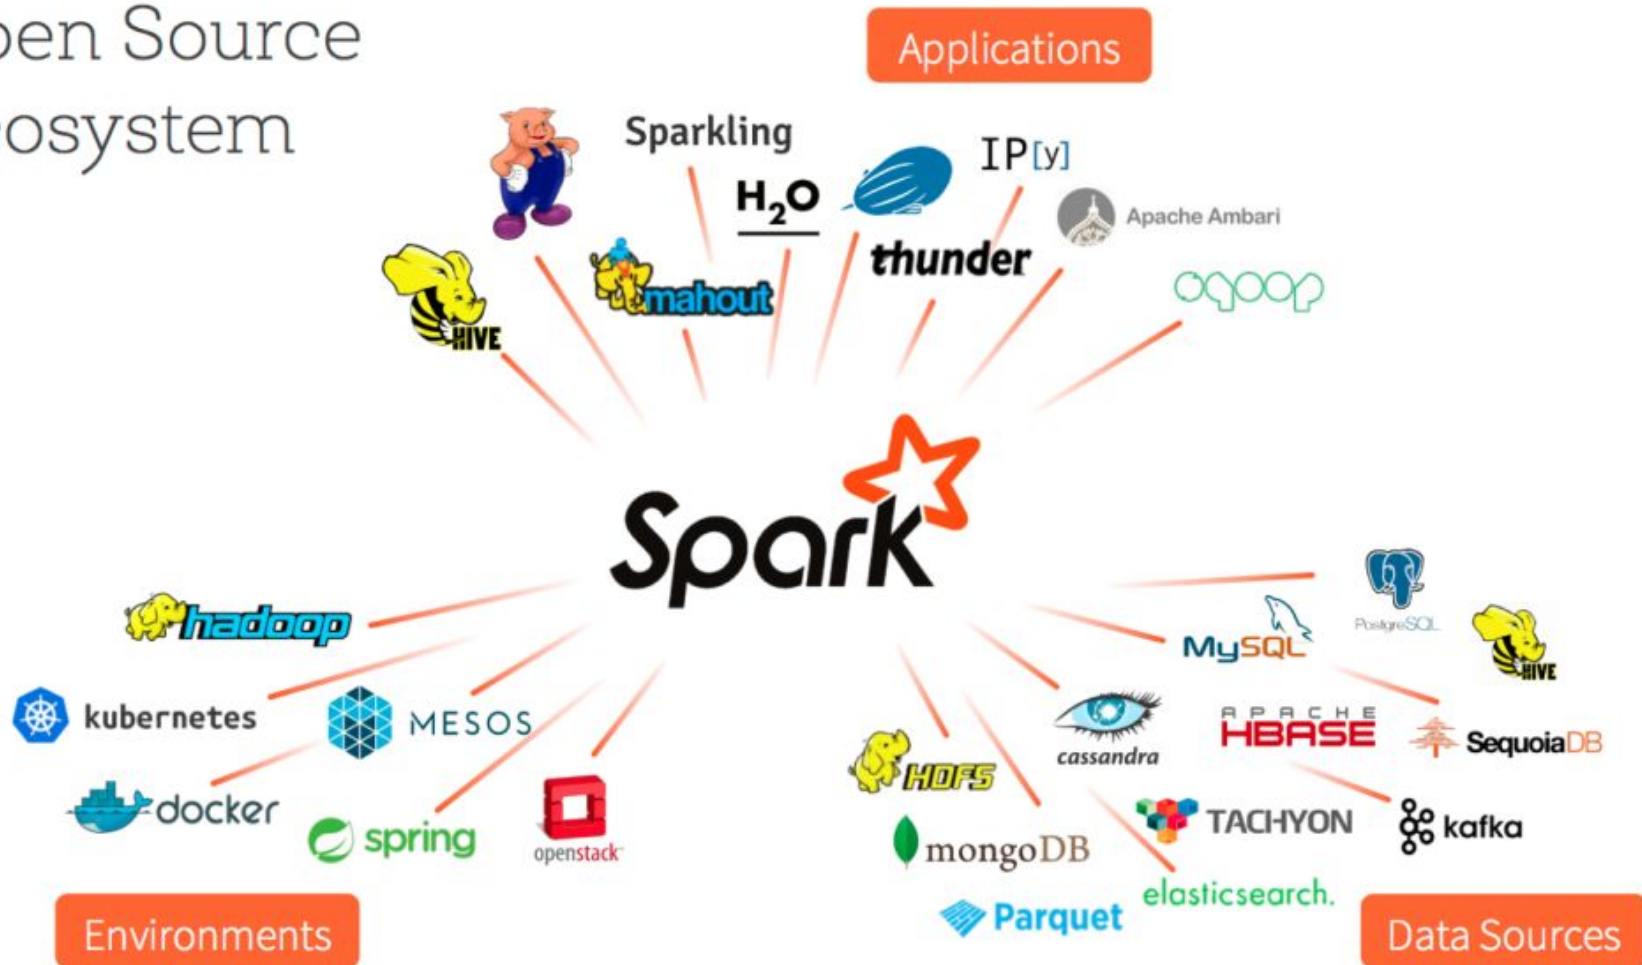 pen Source
osystem
Applications
Sparkling
H₂O
IP[y]
Apache Ambari
thunder
mahout
HIVE
sqoop
Spark
hadoop
kubernetes
MESOS
docker
spring
openstack
Environments
PostgreSQL
MySQL
HIVE
cassandra
APACHE
HBASE
SequoiaDB
HDFS
mongoDB
TACHYON
kafka
Parquet
elasticsearch.
Data Sources